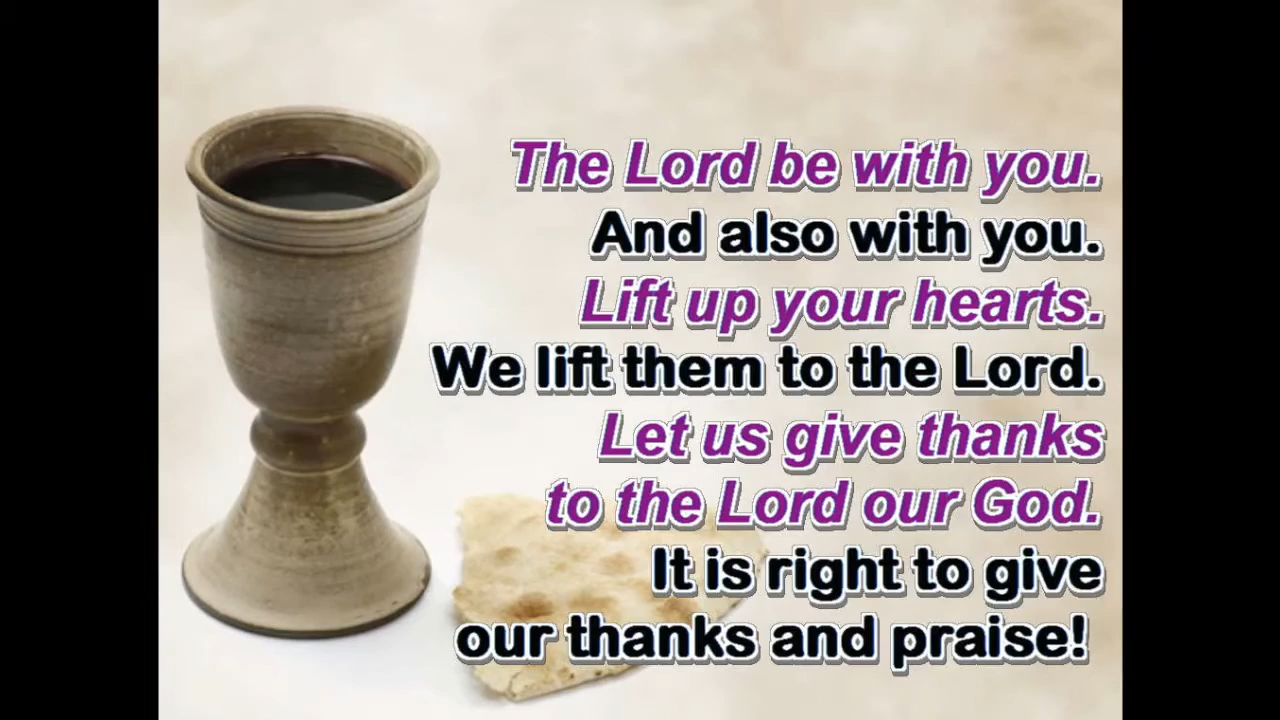 The Lord be with you.
And also with you.
Lift up your hearts.
We lift them to the Lord.
Let us give thanks
to the Lord our God.
It is right to give
our thanks and praise!